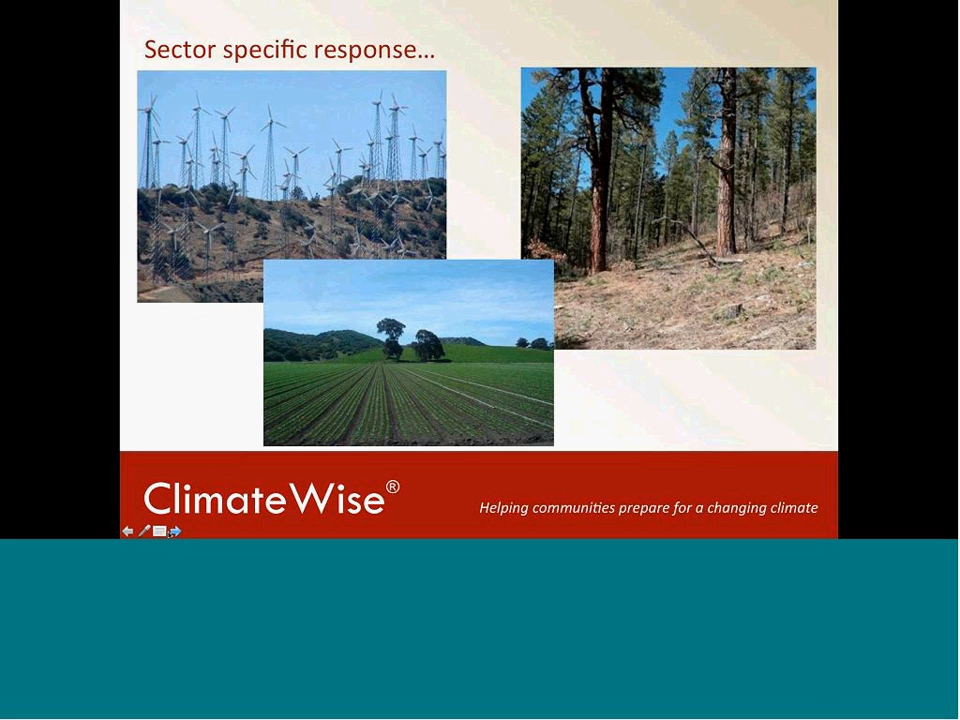 Sector specific response...
ClimateWise®
Helping communities prepare for a changing climate